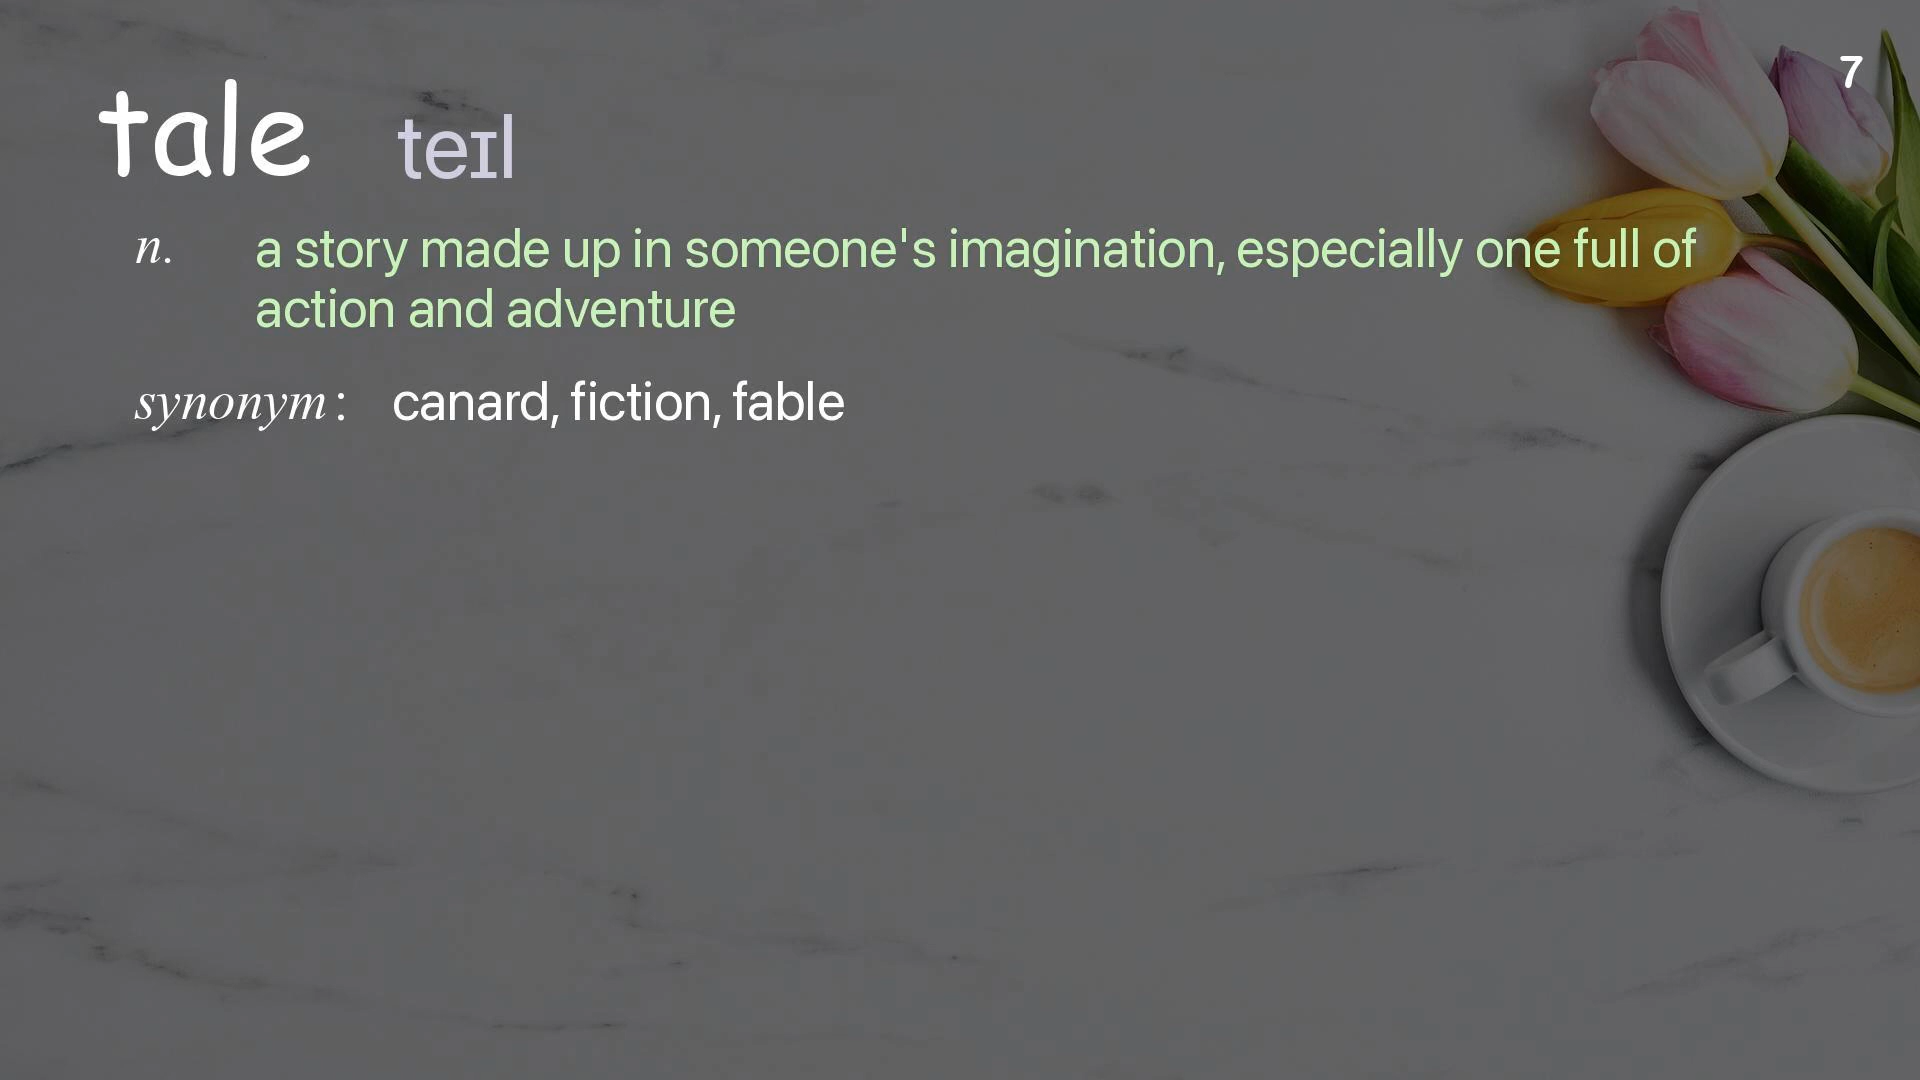 7
tale teɪl
n. a story made up in someone's imagination, especially one full of
action and adventure
synonym: canard, fiction, fable